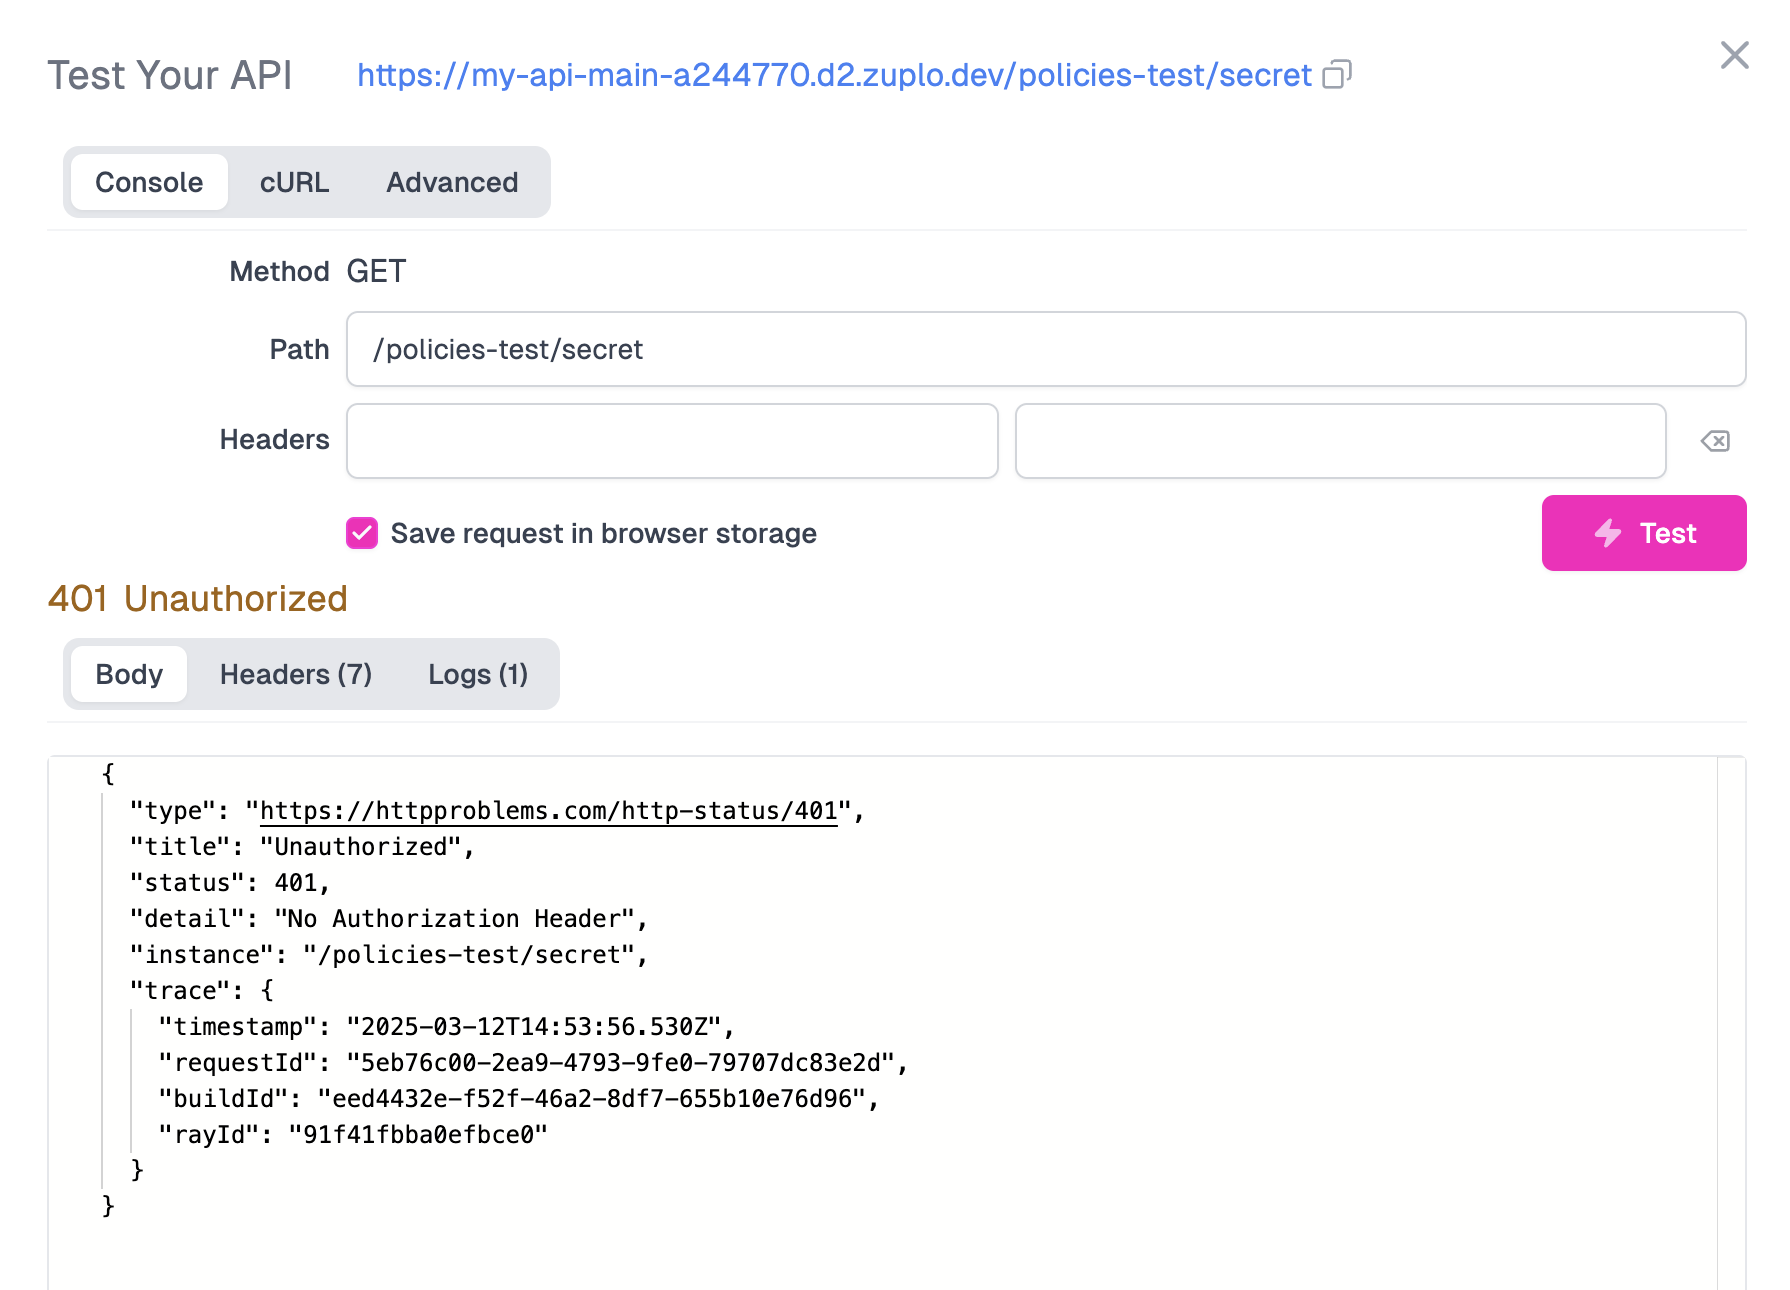 Test Your API https://my-api-main-a244770.d2.zuplo.dev/policies-test/secret
Console cURL Advanced
Method GET
Path /policies-test/secret
Headers
Save request in browser storage Test
401 Unauthorized
Body Headers (7) Logs (1)
{
  "type": "https://httpproblems.com/http-status/401",
  "title": "Unauthorized",
  "status": 401,
  "detail": "No Authorization Header",
  "instance": "/policies-test/secret",
  "trace": {
    "timestamp": "2025-03-12T14:53:56.530Z",
    "requestId": "5eb76c00-2ea9-4793-9fe0-79707dc83e2d",
    "buildId": "eed4432e-f52f-46a2-8df7-655b10e76d96",
    "rayId": "91f41fbba0efbce0"
  }
}